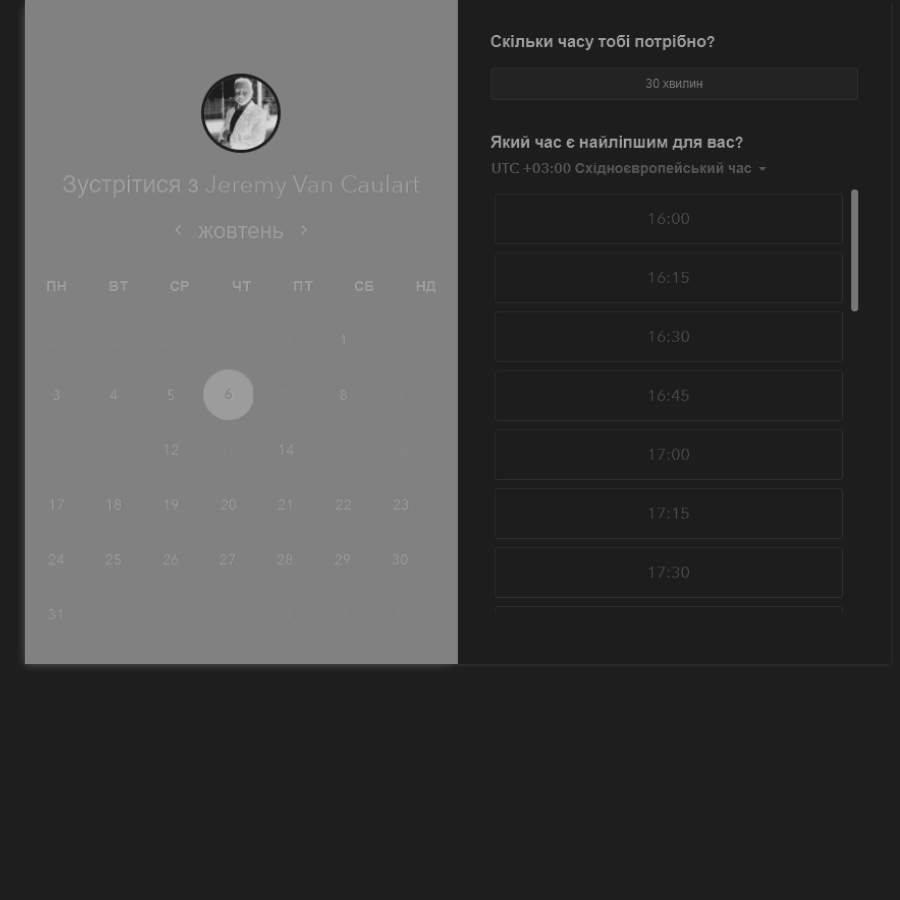 Зустрітися з Jeremy Van Caulart
жовтень
ПН ВТ СР ЧТ ПТ СБ НД
1
3 4 5 6 8
12 14
17 18 19 20 21 22 23
24 25 26 27 28 29 30
31
Скільки часу тобі потрібно?
30 хвилин
Який час є найліпшим для вас?
UTC +03:00 Східноєвропейський час
16:00
16:15
16:30
16:45
17:00
17:15
17:30